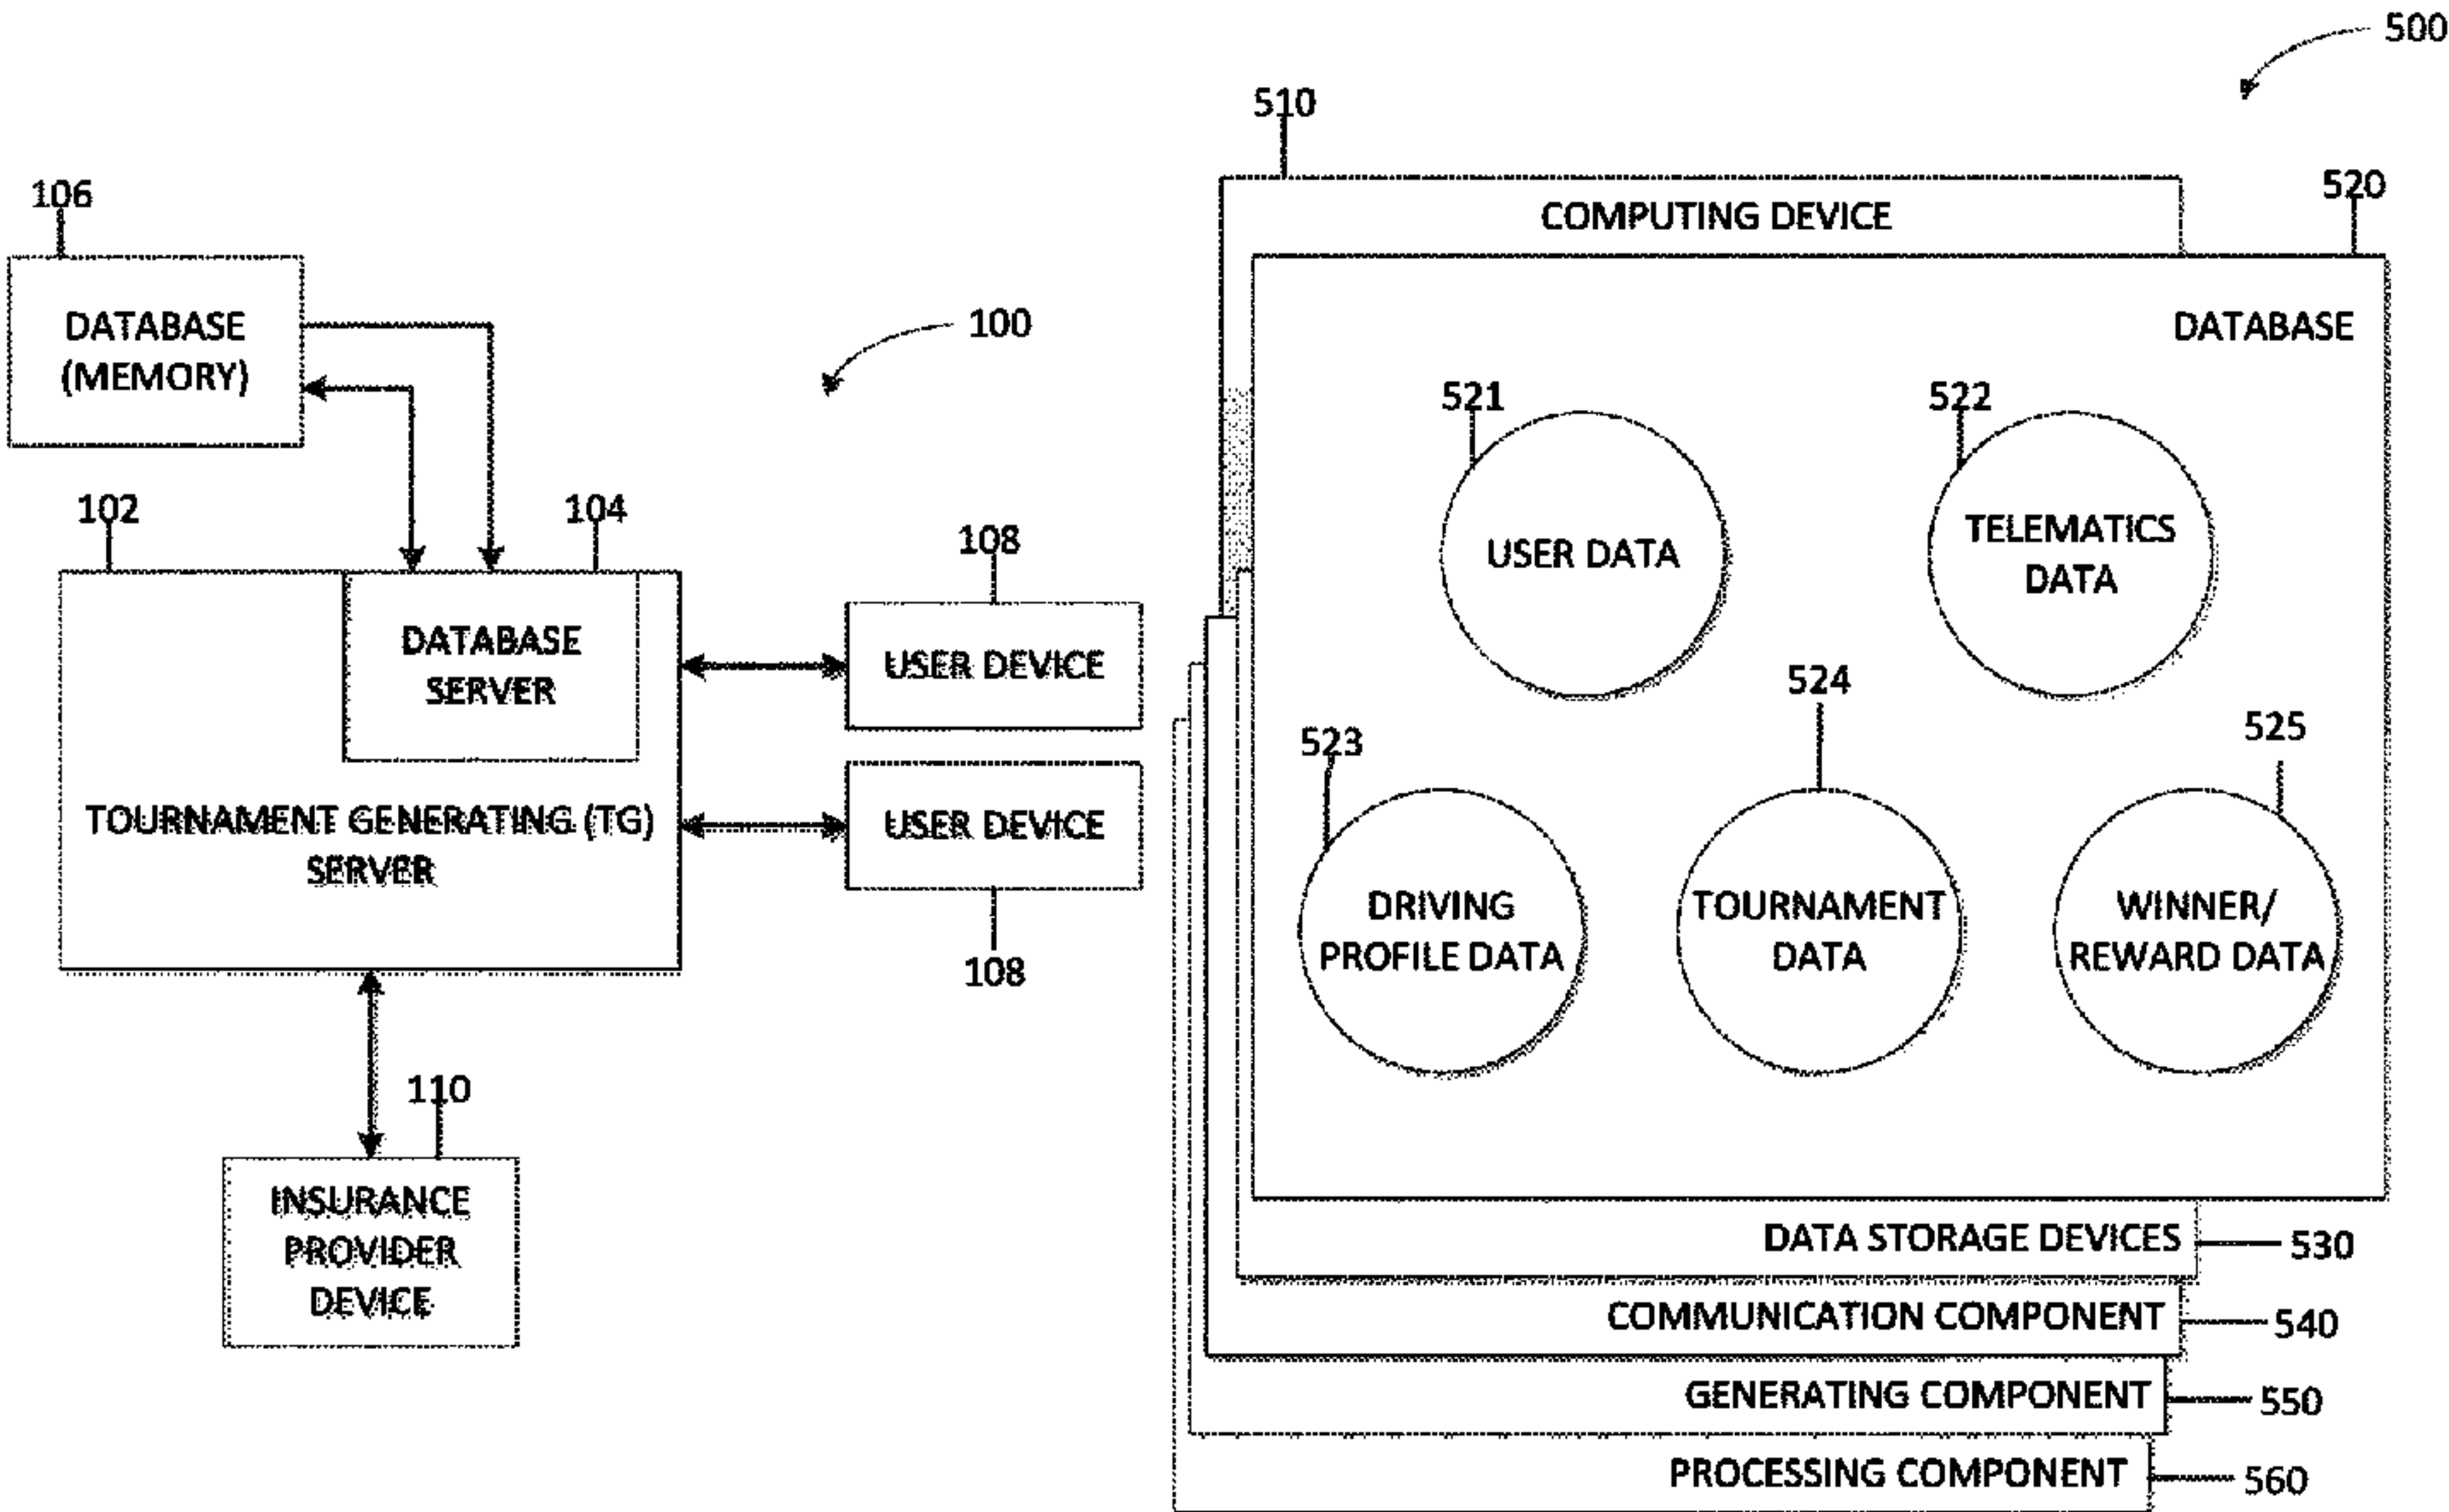 106
DATABASE
(MEMORY)
100
102
104
DATABASE
SERVER
TOURNAMENT GENERATING (TG)
SERVER
108
USER DEVICE
USER DEVICE
108
110
INSURANCE
PROVIDER
DEVICE
500
510
COMPUTING DEVICE
520
DATABASE
521
USER DATA
522
TELEMATICS
DATA
523
DRIVING
PROFILE DATA
524
TOURNAMENT
DATA
525
WINNER/
REWARD DATA
DATA STORAGE DEVICES
530
COMMUNICATION COMPONENT
540
GENERATING COMPONENT
550
PROCESSING COMPONENT
560